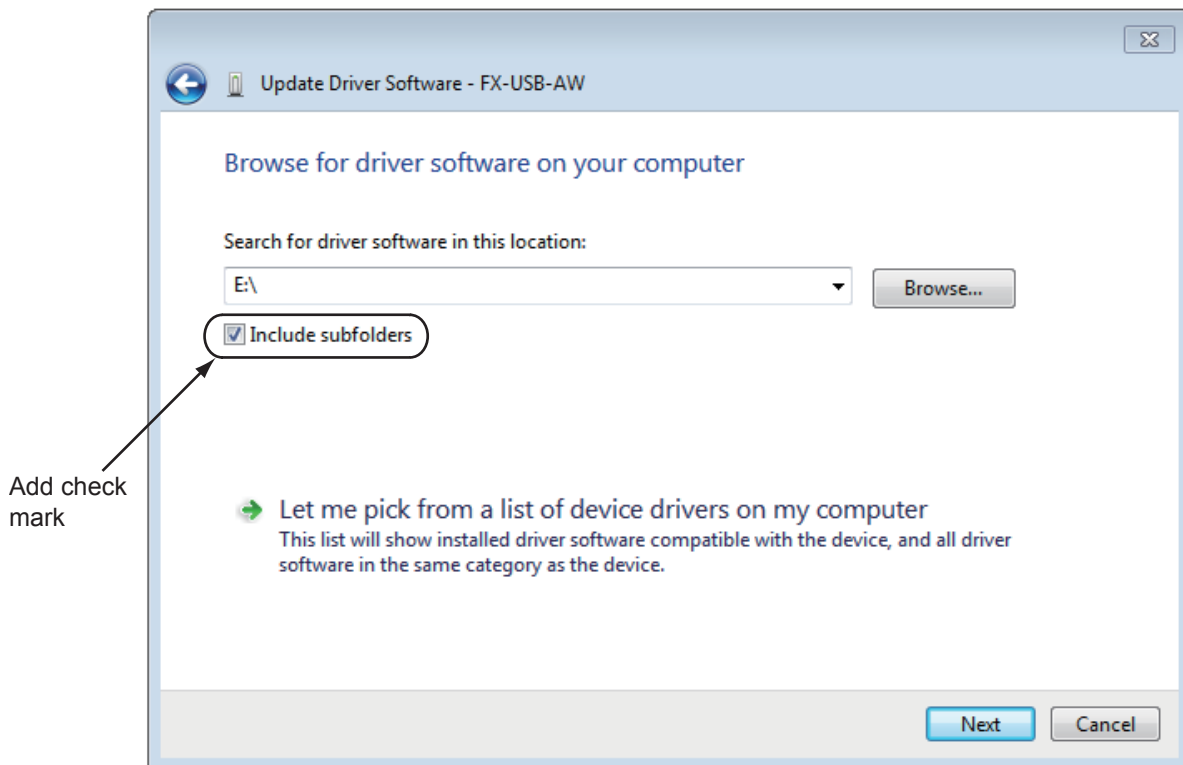 Update Driver Software - FX-USB-AW
Browse for driver software on your computer
Search for driver software in this location:
E:\
Browse...
Include subfolders
Add check
mark
Let me pick from a list of device drivers on my computer
This list will show installed driver software compatible with the device, and all driver
software in the same category as the device.
Next
Cancel